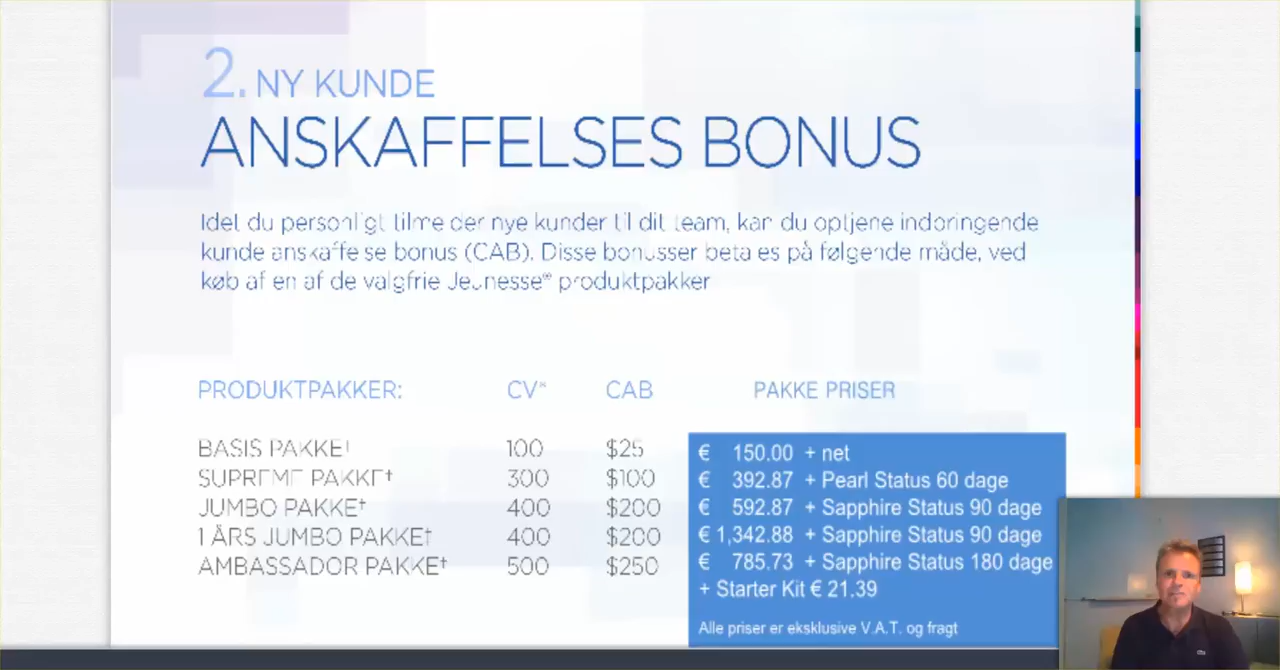 2. NY KUNDE
ANSKAFFELSES BONUS
Idet du personligt tilmelder nye kunder til dit team, kan du optjene indbringende
kunde anskaffelse bonus (CAB). Disse bonusser betales på følgende måde, ved
køb af en af de valgfrie Jeunesse® produktpakker
PRODUKTPAKKER: CV* CAB PAKKE PRISER
BASIS PAKKE† 100 $25 € 150.00 + net
SUPREME PAKKE† 300 $100 € 392.87 + Pearl Status 60 dage
JUMBO PAKKE† 400 $200 € 592.87 + Sapphire Status 90 dage
1 ÅRS JUMBO PAKKE† 400 $200 € 1,342.88 + Sapphire Status 90 dage
AMBASSADOR PAKKE† 500 $250 € 785.73 + Sapphire Status 180 dage
+ Starter Kit € 21.39
Alle priser er eksklusive V.A.T. og fragt